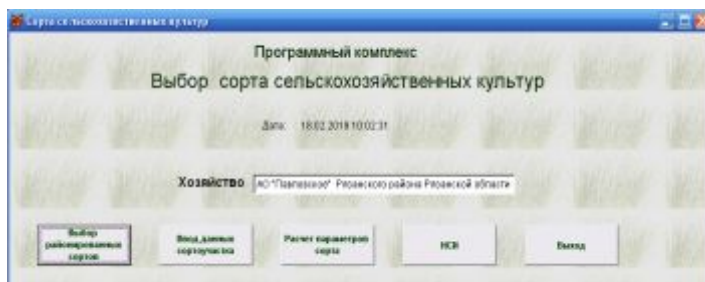 Сорта сельскохозяйственных культур
Программный комплекс
Выбор сорта сельскохозяйственных культур
Дата: 18.02.2018 10:02:31
Хозяйство АО "Павловское" Рязанского района Рязанской области
Выбор районированных сортов
Ввод данных сортоучастка
Расчет параметров сорта
НСВ
Выход